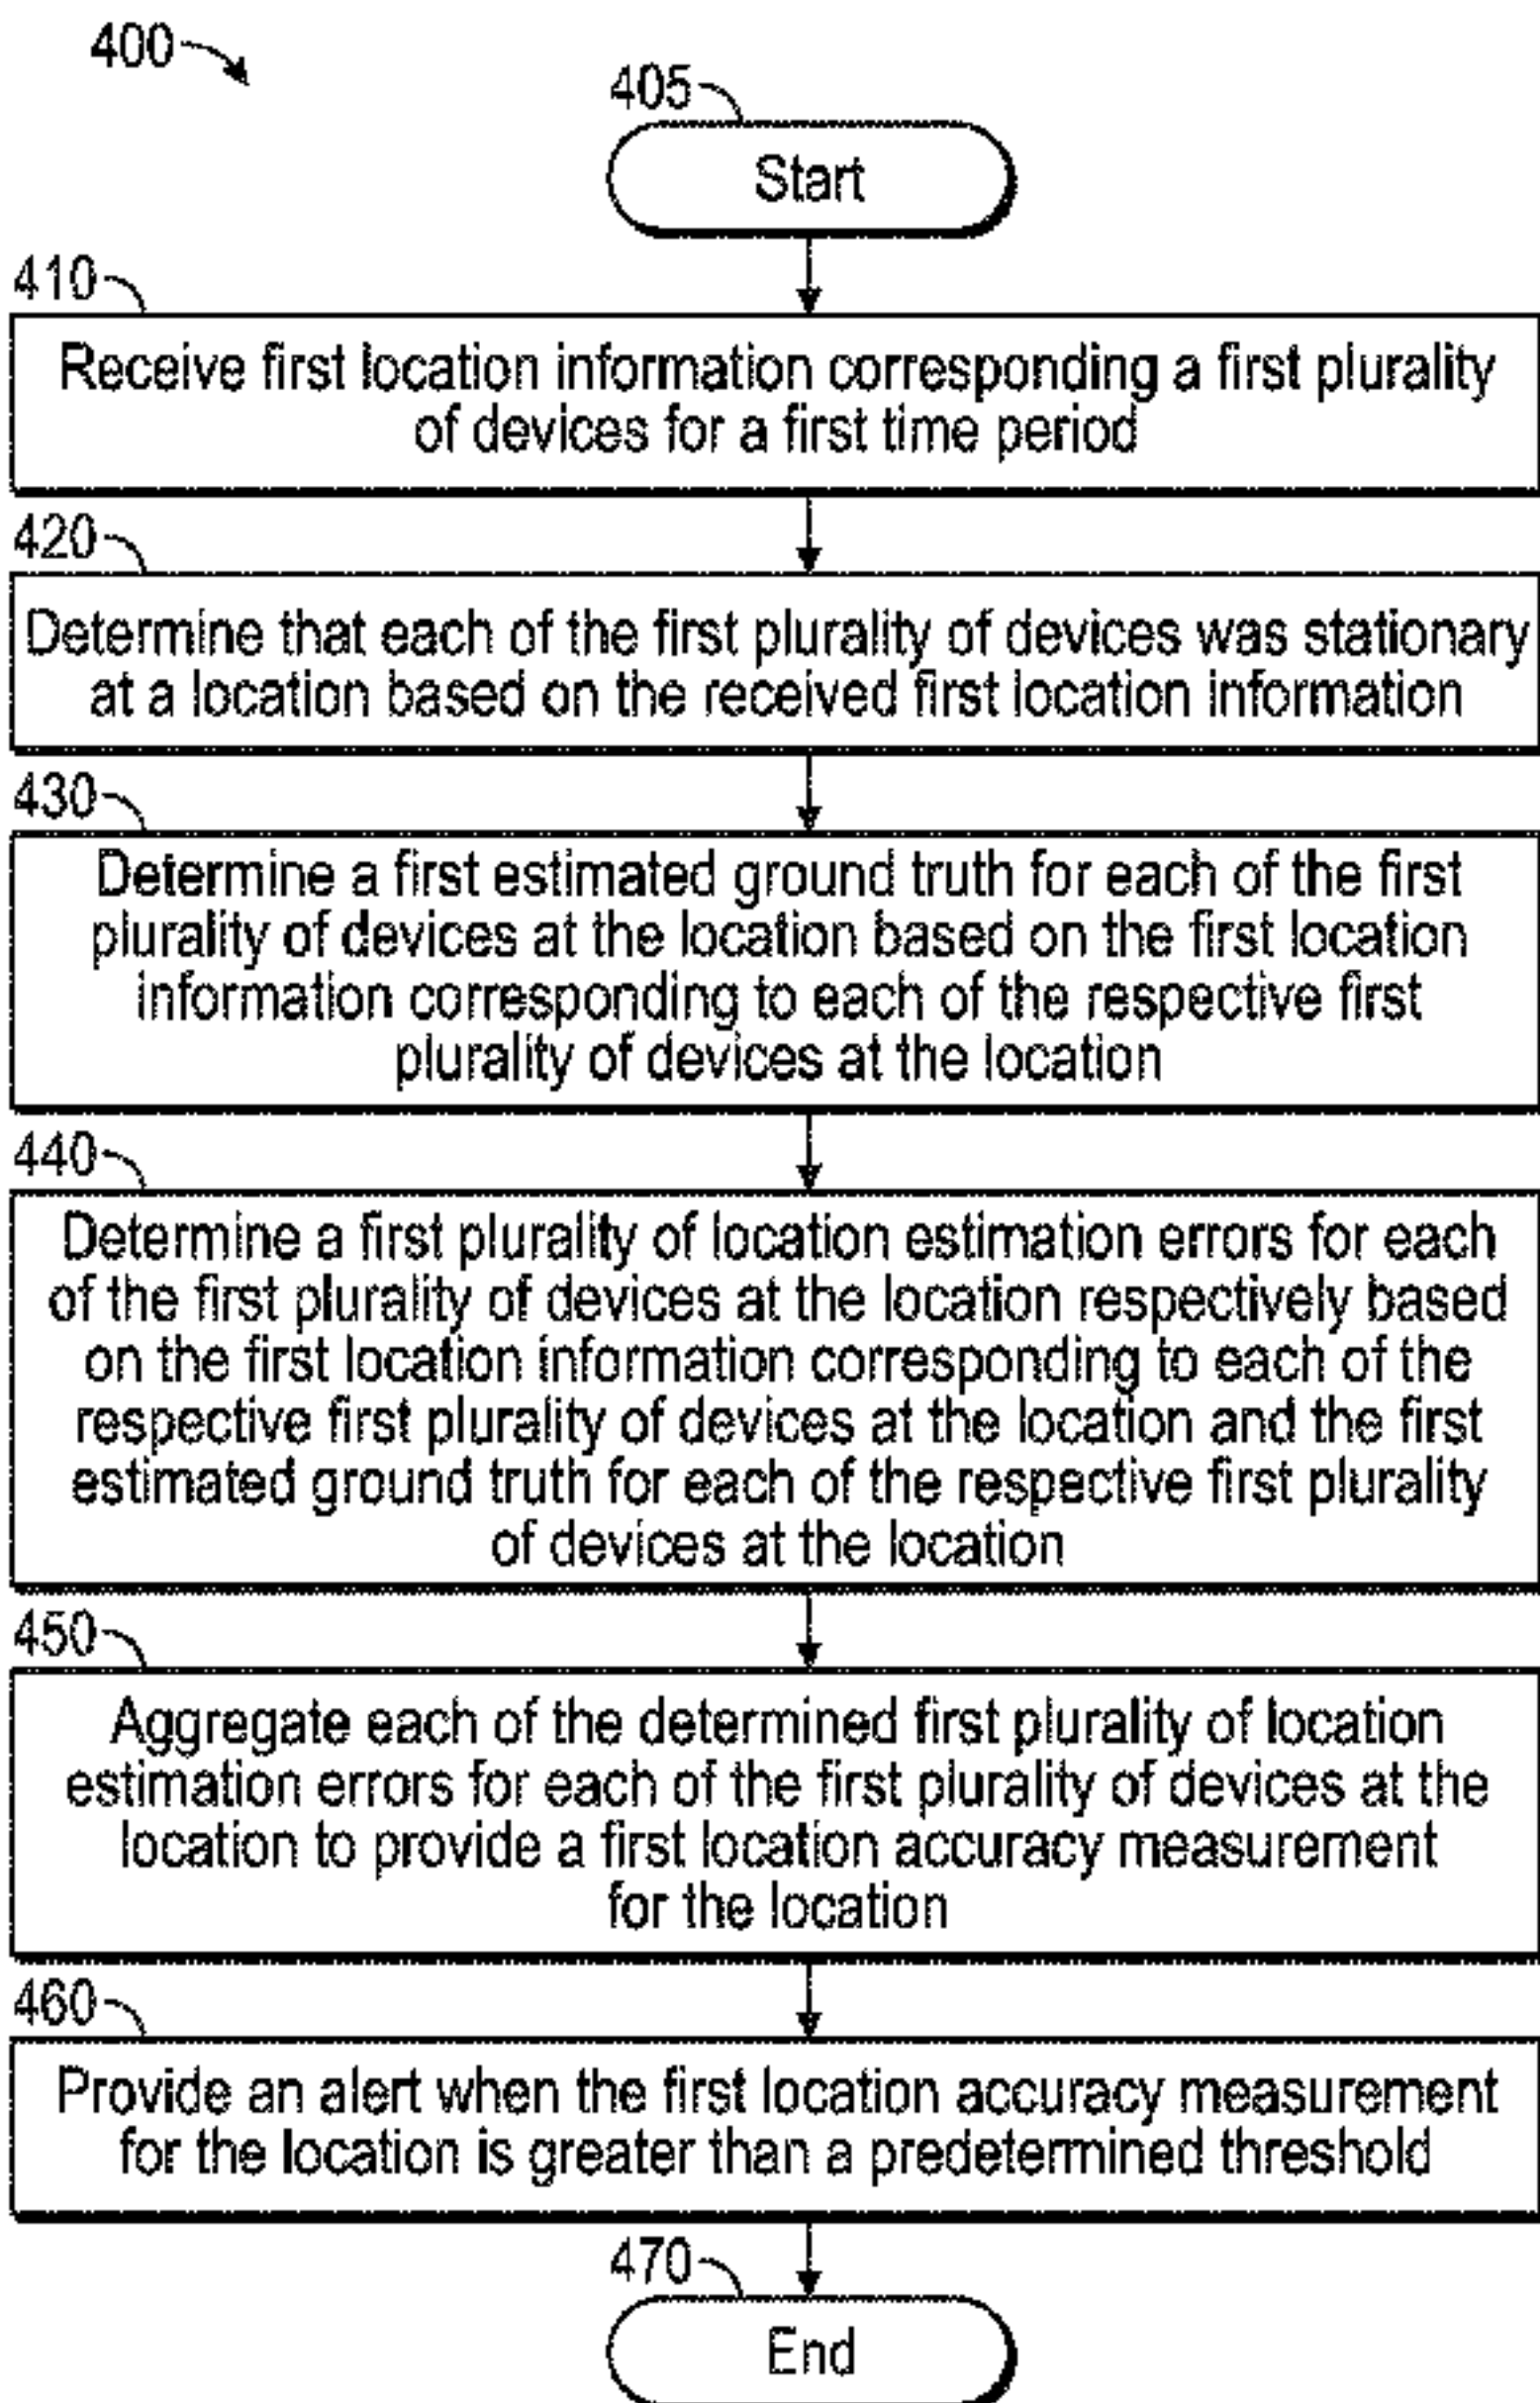 400
405
Start
410
Receive first location information corresponding a first plurality
of devices for a first time period
420
Determine that each of the first plurality of devices was stationary
at a location based on the received first location information
430
Determine a first estimated ground truth for each of the first
plurality of devices at the location based on the first location
information corresponding to each of the respective first
plurality of devices at the location
440
Determine a first plurality of location estimation errors for each
of the first plurality of devices at the location respectively based
on the first location information corresponding to each of the
respective first plurality of devices at the location and the first
estimated ground truth for each of the respective first plurality
of devices at the location
450
Aggregate each of the determined first plurality of location
estimation errors for each of the first plurality of devices at the
location to provide a first location accuracy measurement
for the location
460
Provide an alert when the first location accuracy measurement
for the location is greater than a predetermined threshold
470
End